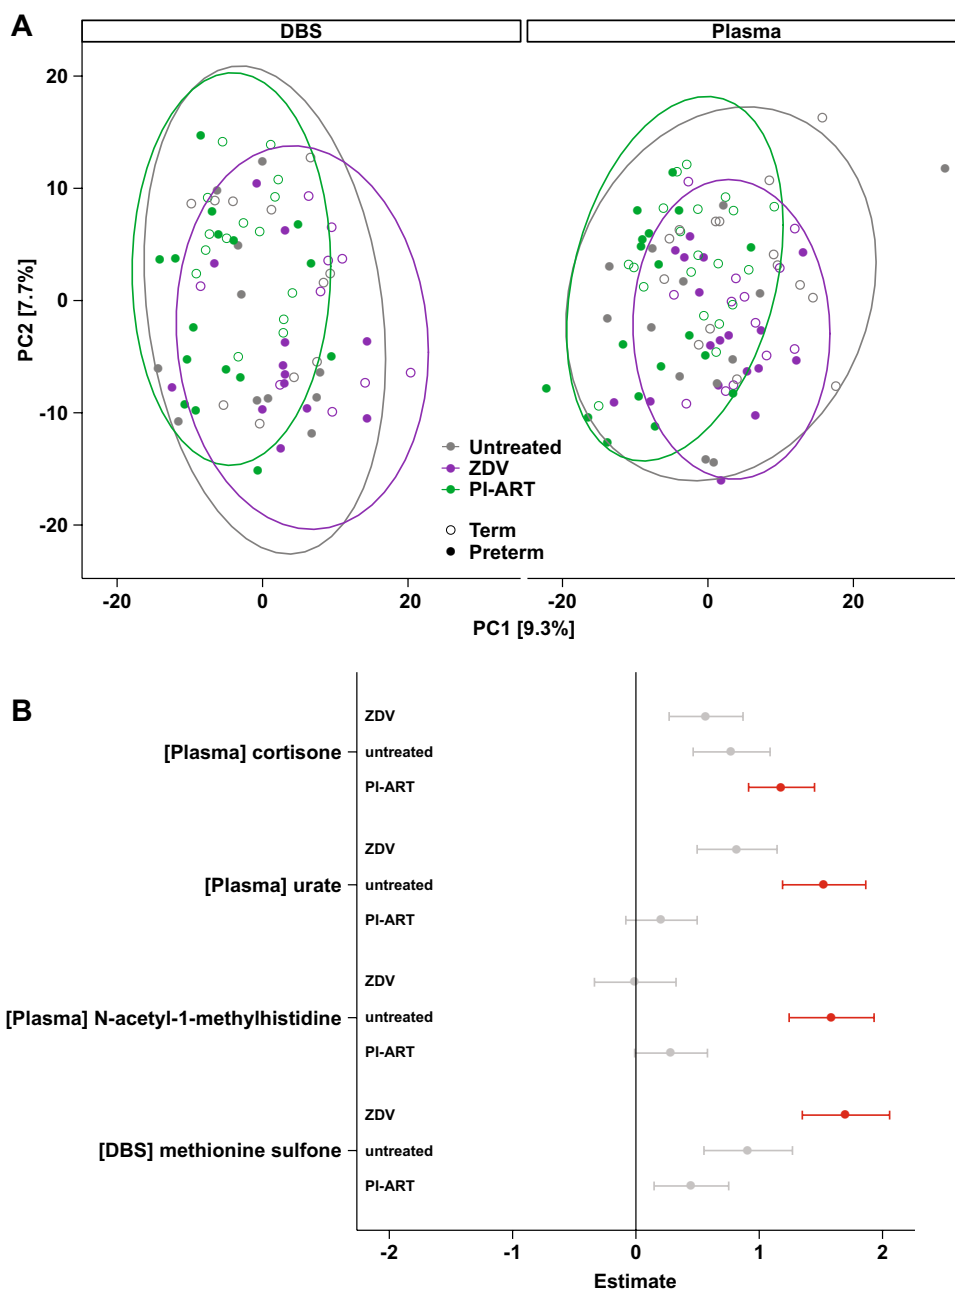 A
DBS
Plasma
20
10
0
-10
-20
PC2 [7.7%]
Untreated
ZDV
PI-ART
Term
Preterm
-20
0
20
-20
0
20
PC1 [9.3%]
B
ZDV
[Plasma] cortisone
untreated
PI-ART
ZDV
[Plasma] urate
untreated
PI-ART
ZDV
[Plasma] N-acetyl-1-methylhistidine
untreated
PI-ART
ZDV
[DBS] methionine sulfone
untreated
PI-ART
-2
-1
0
1
2
Estimate